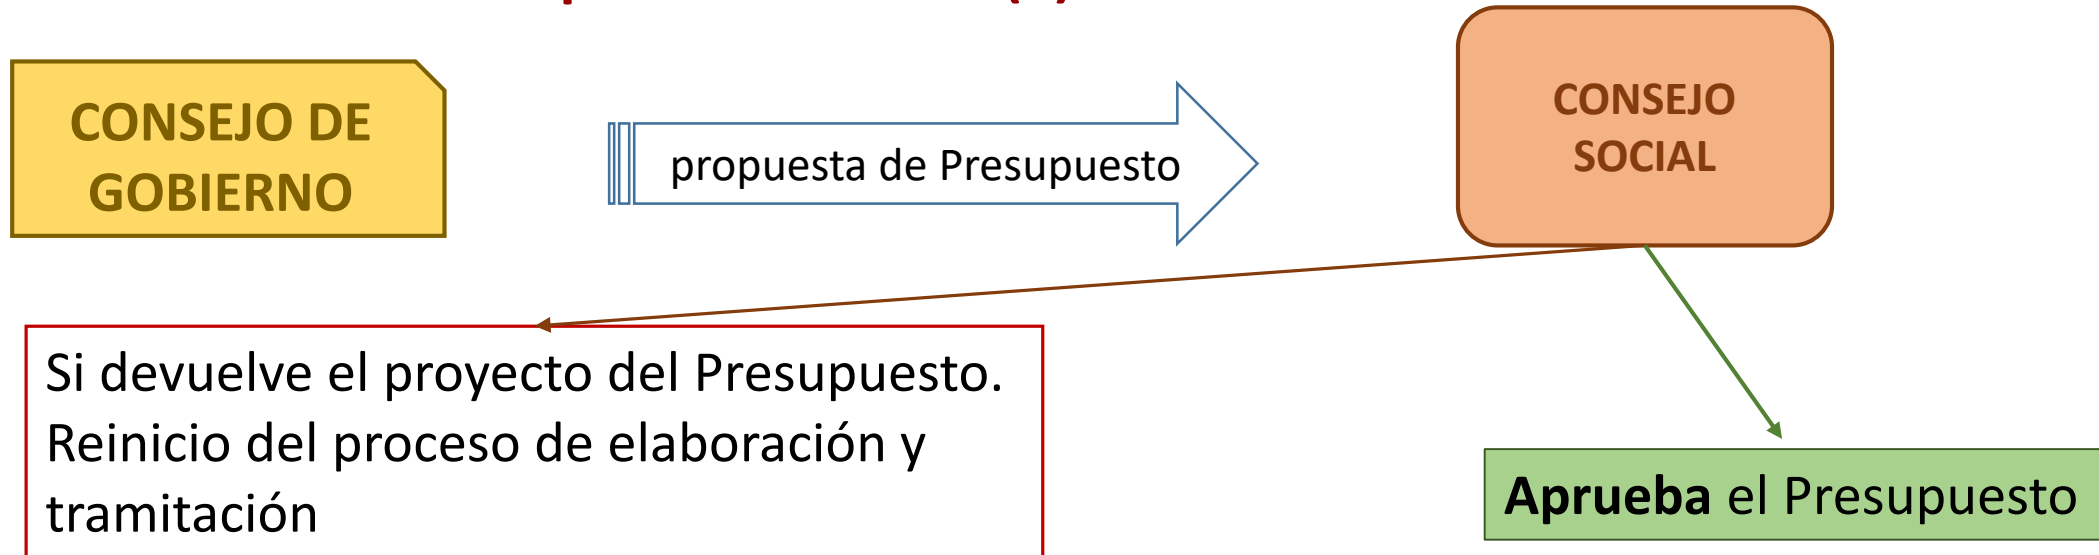 CONSEJO DE
GOBIERNO
propuesta de Presupuesto
CONSEJO
SOCIAL
Si devuelve el proyecto del Presupuesto.
Reinicio del proceso de elaboración y
tramitación
Aprueba el Presupuesto